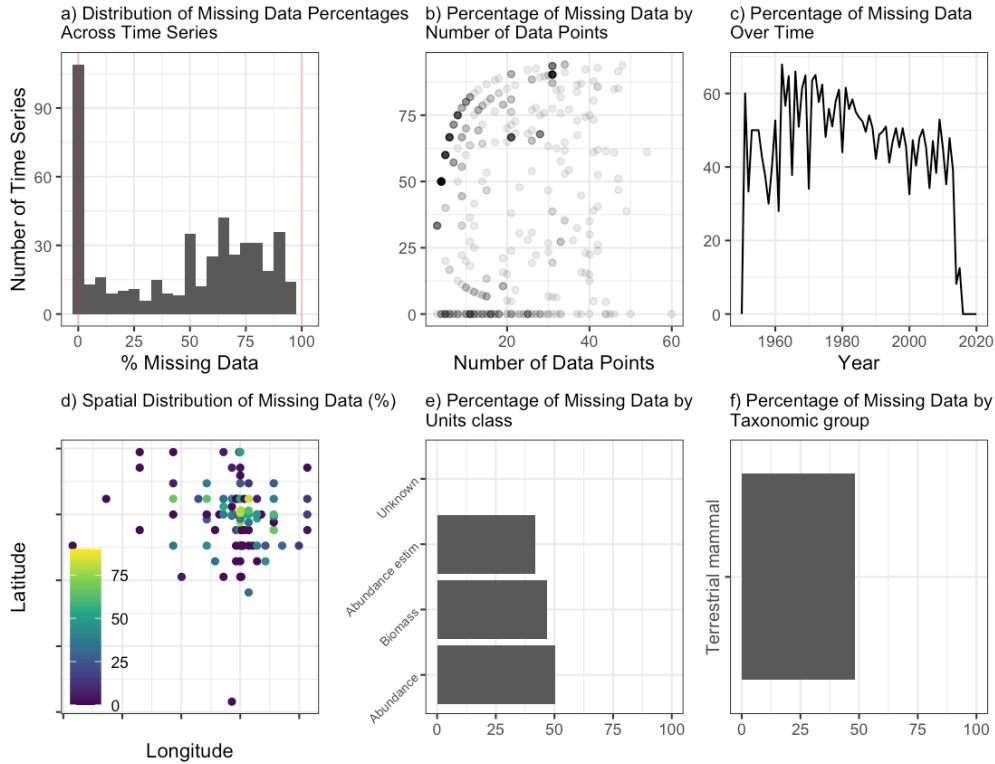 a) Distribution of Missing Data Percentages
Across Time Series
90
60
30
0
Number of Time Series
0
25
50
75
100
% Missing Data
b) Percentage of Missing Data by
Number of Data Points
75
50
25
0
20
40
60
Number of Data Points
c) Percentage of Missing Data
Over Time
60
40
20
0
1960
1980
2000
2020
Year
d) Spatial Distribution of Missing Data (%)
Latitude
75
50
25
0
Longitude
e) Percentage of Missing Data by
Units class
Unknown
Abundance estim
Biomass
Abundance
0
25
50
75
100
f) Percentage of Missing Data by
Taxonomic group
Terrestrial mammal
0
25
50
75
100